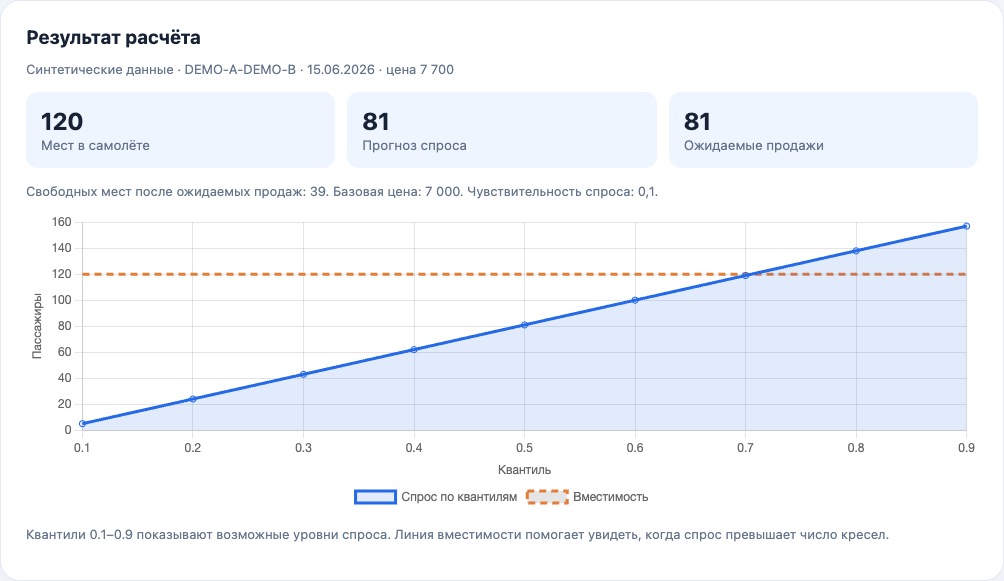 Результат расчёта
Синтетические данные · DEMO-A-DEMO-B · 15.06.2026 · цена 7 700
120
Мест в самолёте
81
Прогноз спроса
81
Ожидаемые продажи
Свободных мест после ожидаемых продаж: 39. Базовая цена: 7 000. Чувствительность спроса: 0,1.
160
140
120
100
80
60
40
20
0
Пассажиры
0.1 0.2 0.3 0.4 0.5 0.6 0.7 0.8 0.9
Квантиль
Спрос по квантилям Вместимость
Квантили 0.1–0.9 показывают возможные уровни спроса. Линия вместимости помогает увидеть, когда спрос превышает число кресел.